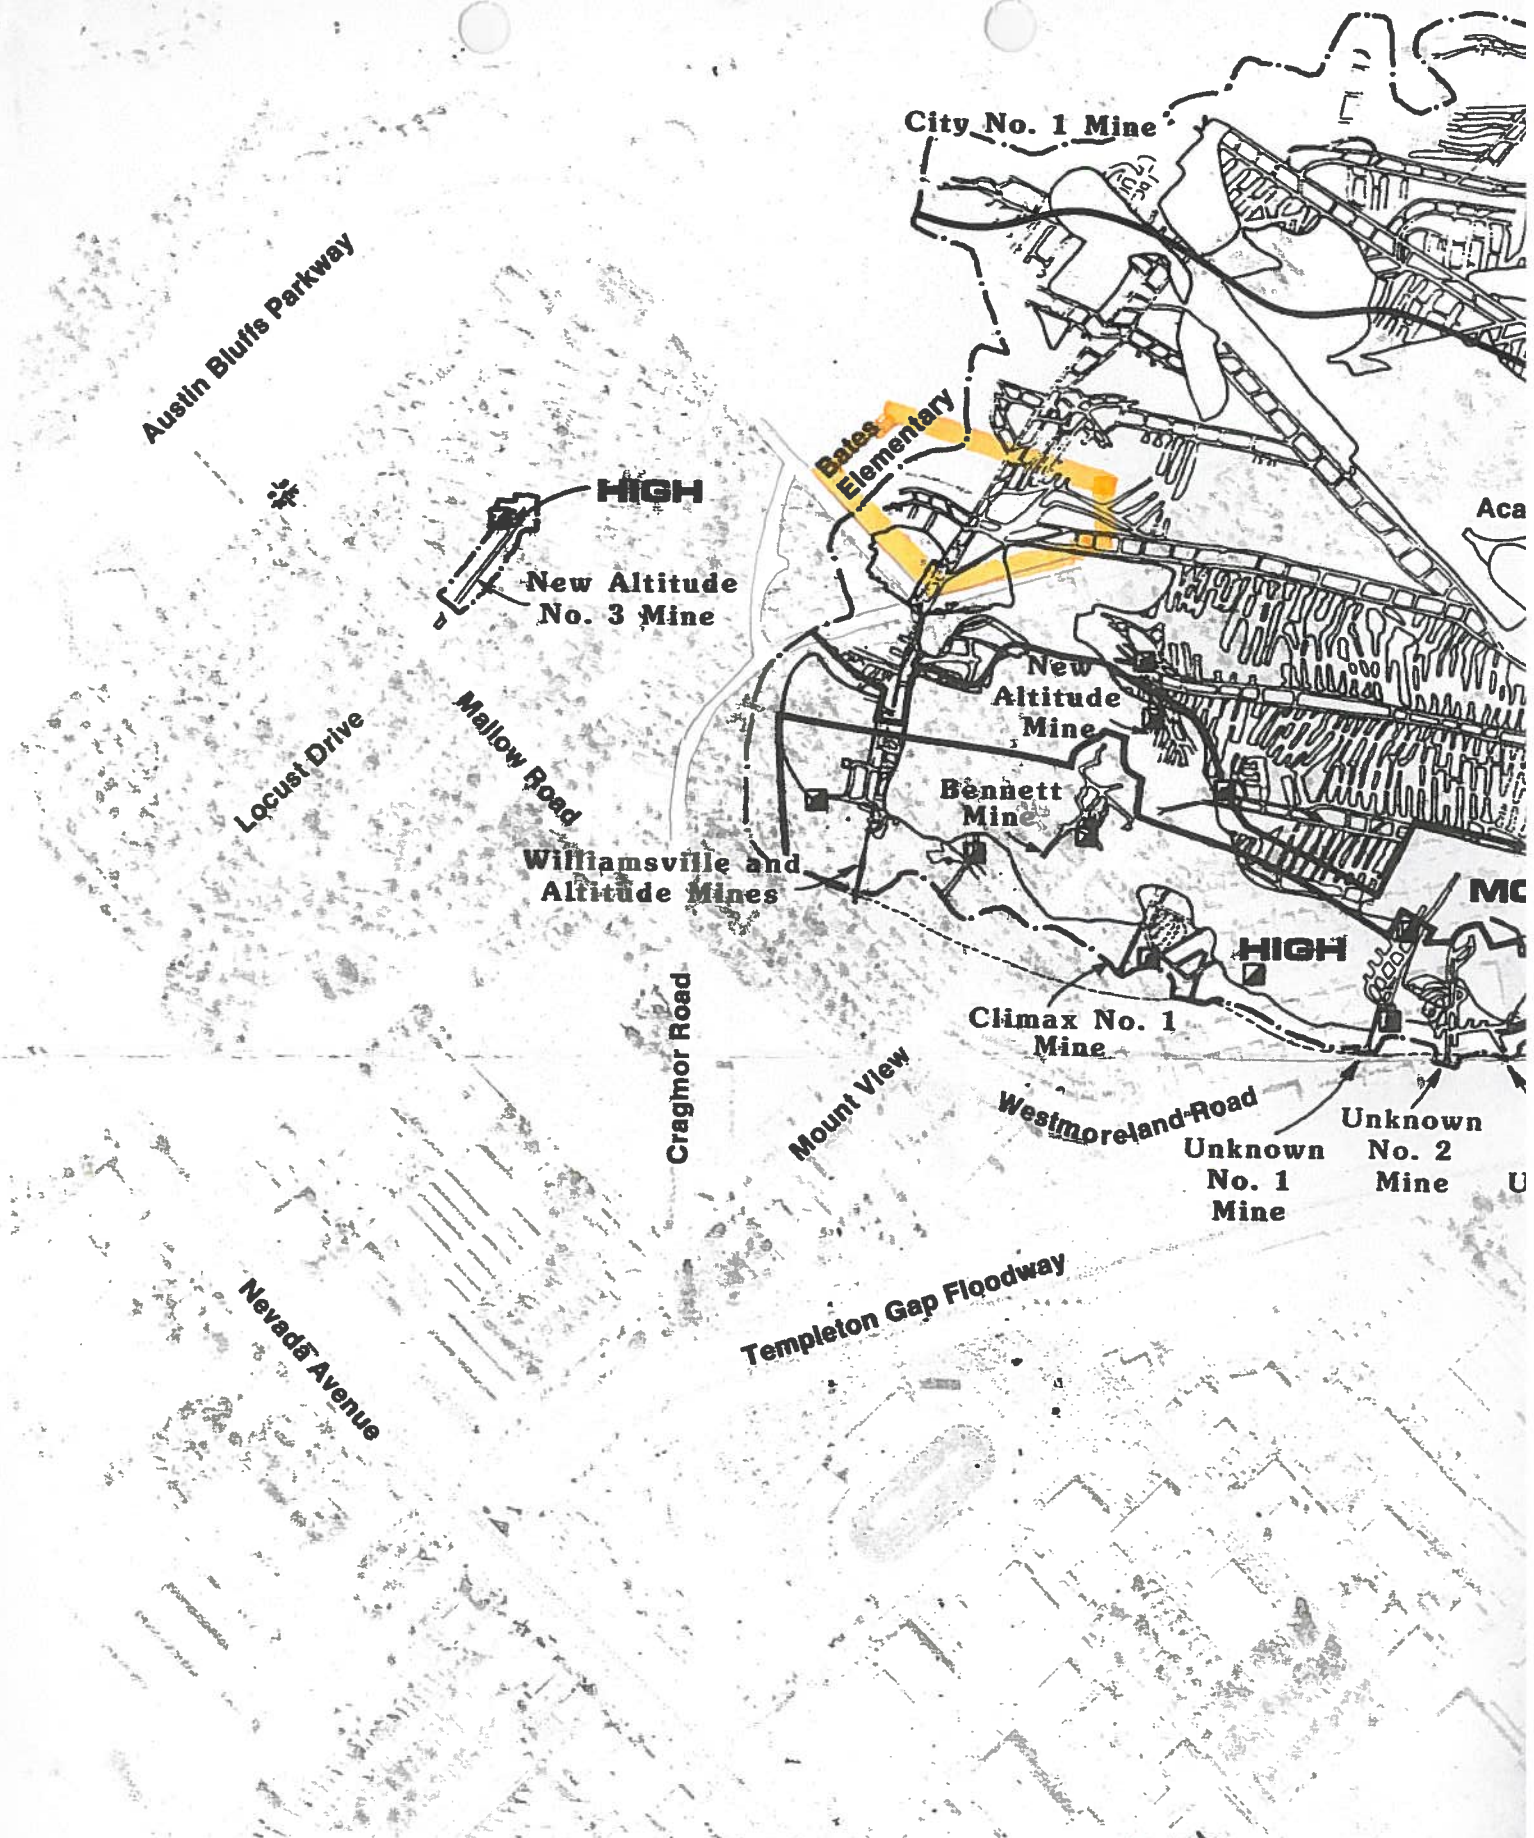 City No. 1 Mine
Austin Bluffs Parkway
Bates
Elementary
HIGH
Aca
New Altitude
No. 3 Mine
New
Altitude
Mine
Locust Drive
Mallow Road
Bennett
Mine
Williamsville and
Altitude Mines
MO
HIGH
Climax No. 1
Mine
Cragmor Road
Mount View
Westmoreland Road
Unknown
No. 1
Mine
Unknown
No. 2
Mine
U
Templeton Gap Floodway
Nevada Avenue